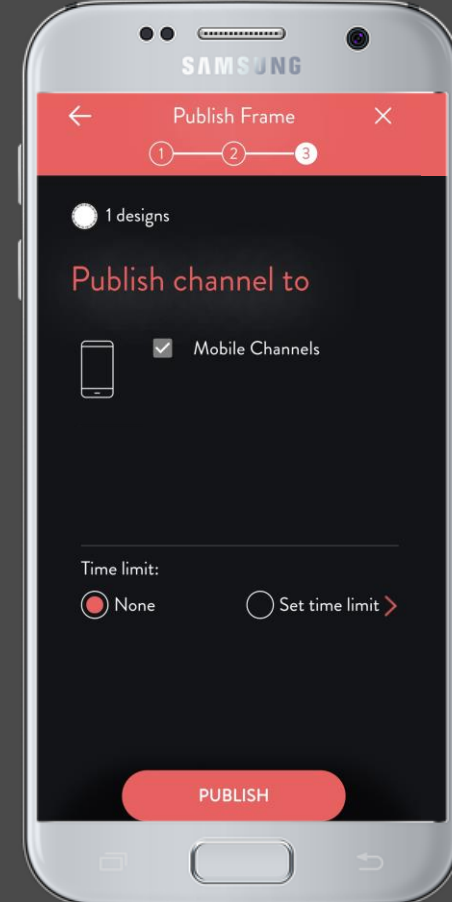 SAMSUNG
Publish Frame
1 2 3
1 designs
Publish channel to
Mobile Channels
Time limit:
None
Set time limit
PUBLISH